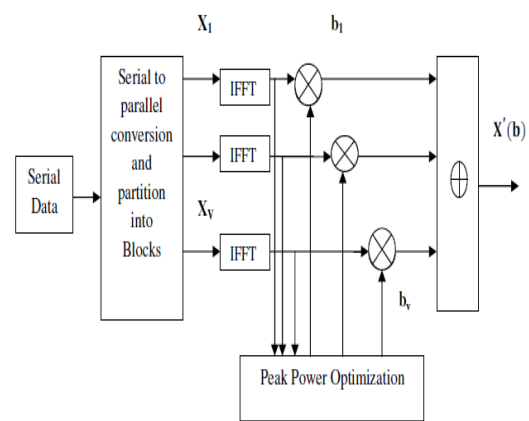 X1
b1
Serial to
parallel
conversion
and
partition
into
Blocks
IFFT
X'(b)
Serial
Data
IFFT
XV
IFFT
bv
Peak Power Optimization